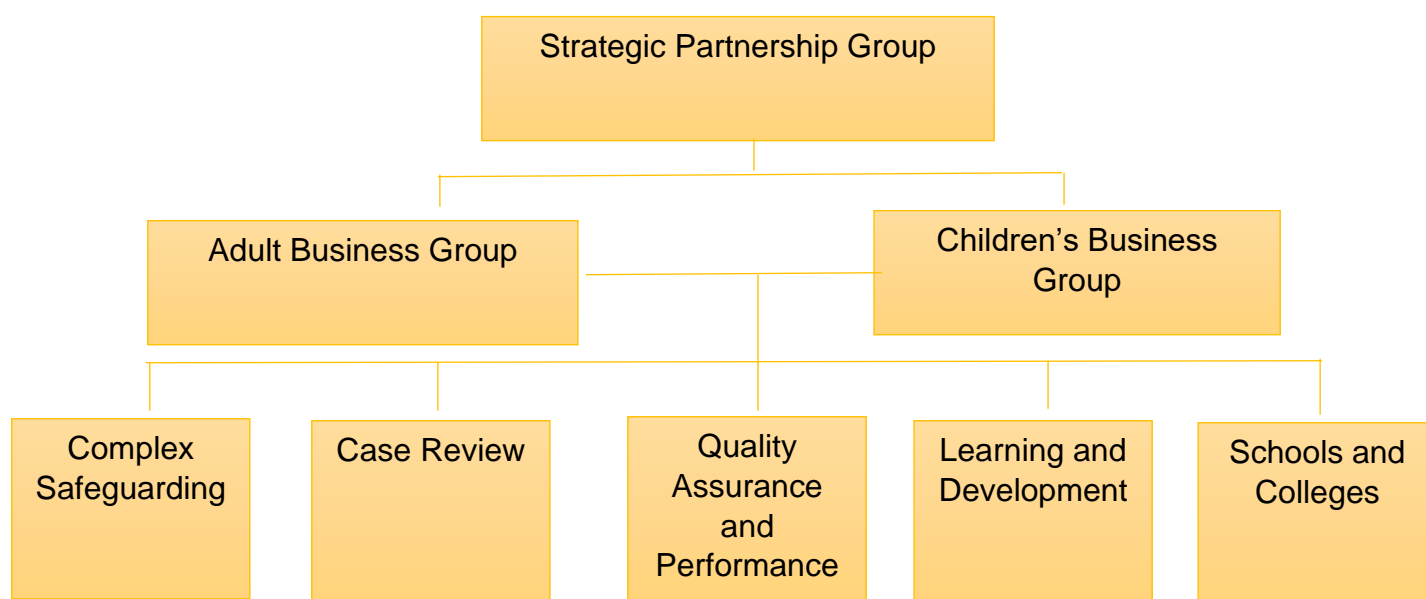 Strategic Partnership Group
Adult Business Group
Children’s Business
Group
Complex
Safeguarding
Case Review
Quality
Assurance
and
Performance
Learning and
Development
Schools and
Colleges